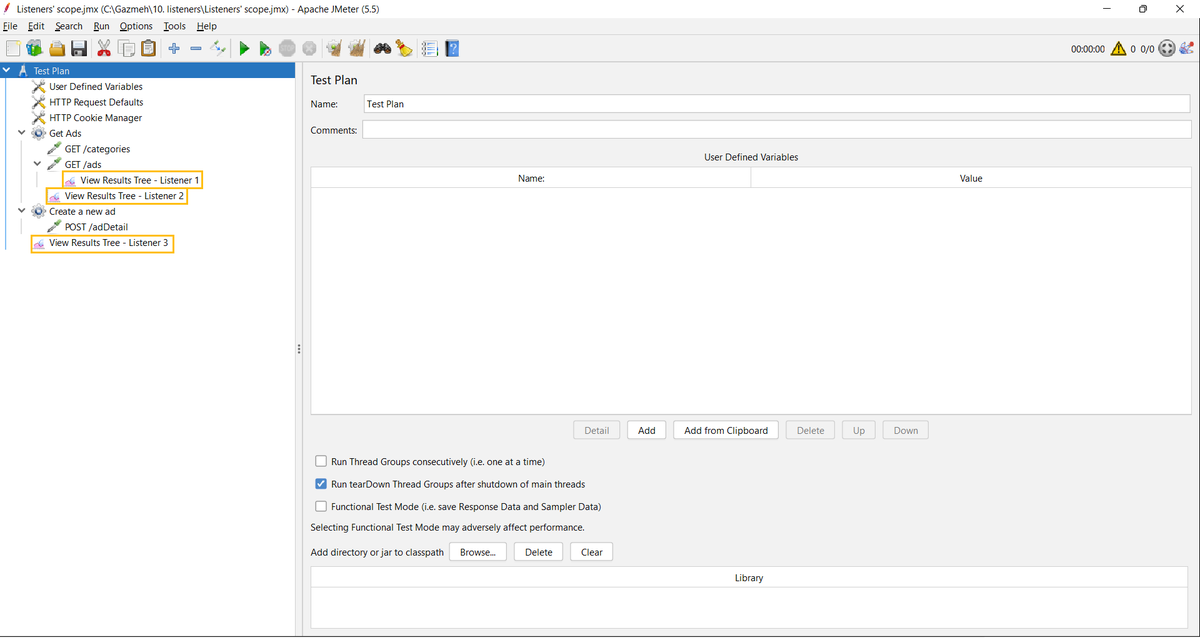 Listeners' scope.jmx (C:\Gazmeh\10. listeners\Listeners' scope.jmx) - Apache JMeter (5.5)
File Edit Search Run Options Tools Help
00:00:00 0 0/0
Test Plan
User Defined Variables
HTTP Request Defaults
HTTP Cookie Manager
Get Ads
GET /categories
GET /ads
View Results Tree - Listener 1
View Results Tree - Listener 2
Create a new ad
POST /adDetail
View Results Tree - Listener 3
Test Plan
Name: Test Plan
Comments:
User Defined Variables
Name: Value
Detail Add Add from Clipboard Delete Up Down
Run Thread Groups consecutively (i.e. one at a time)
Run tearDown Thread Groups after shutdown of main threads
Functional Test Mode (i.e. save Response Data and Sampler Data)
Selecting Functional Test Mode may adversely affect performance.
Add directory or jar to classpath Browse... Delete Clear
Library